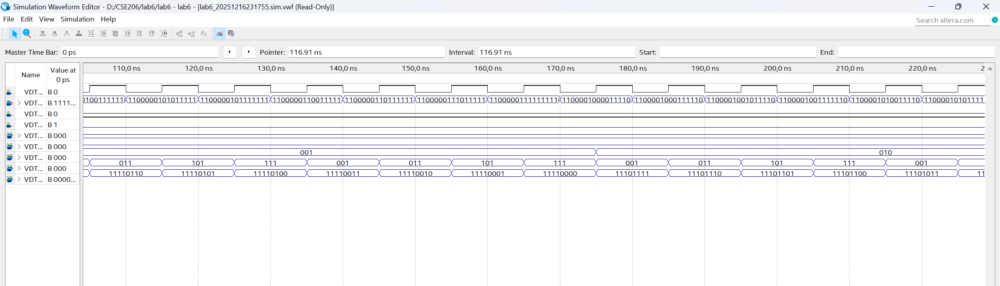 Simulation Waveform Editor - D:/CSE206/lab6/lab6 - lab6 - [lab6_20251216231755.sim.vwf (Read-Only)]
File Edit View Simulation Help
Search altera.com
Master Time Bar: 0 ps Pointer: 116.91 ns Interval: 116.91 ns Start: End:
Name Value at 0 ps
110,0 ns 120,0 ns 130,0 ns 140,0 ns 150,0 ns 160,0 ns 170,0 ns 180,0 ns 190,0 ns 200,0 ns 210,0 ns 220,0 ns 2
VDT... B 0
VDT... B 1111... 0100111111 110000010101111 1100000101111111 1100000110011111 1100000110111111 1100000111011111 1100000111111111 1100001000011110 1100001000111110 1100001001011110 1100001001111110 1100001010011110 11000010101111
VDT... B 0
VDT... B 1
VDT... B 000
VDT... B 000
001 010
VDT... B 000
011 101 111 001 011 101 111 001 011 101 111 001
VDT... B 000
11110110 11110101 11110100 11110011 11110010 11110001 11110000 11101111 11101110 11101101 11101100 11101011 11
VDT... B 0000...